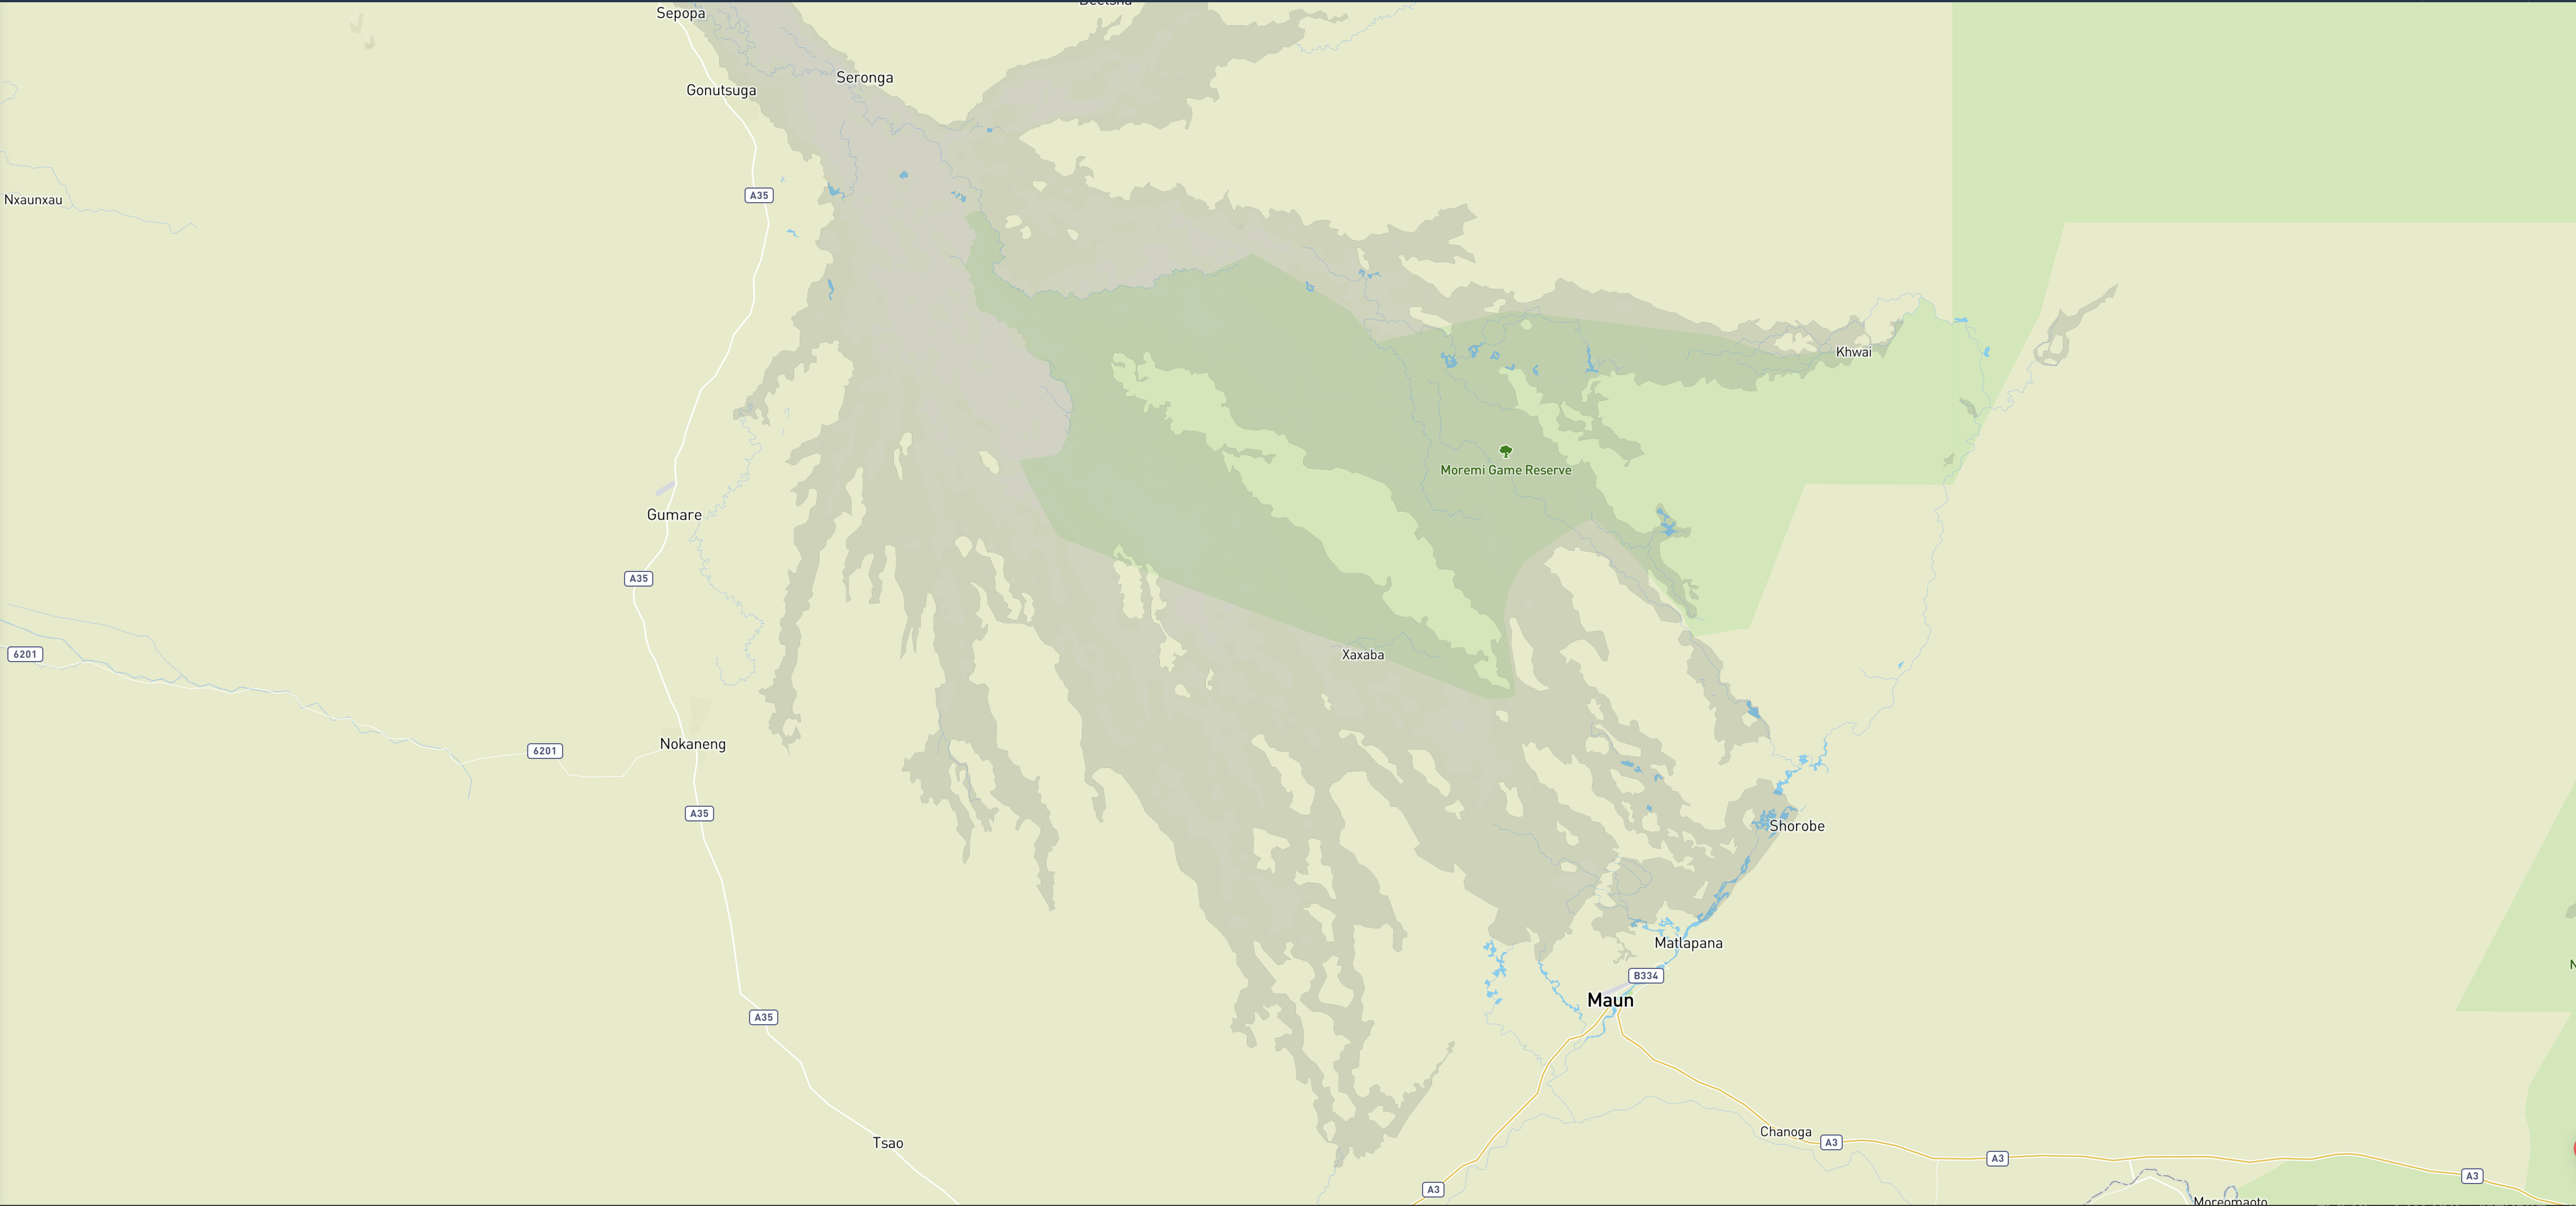 Sepopa
Seronga
Gonutsuga
A35
Nxaunxau
Khwai
Moremi Game Reserve
Gumare
A35
6201
Xaxaba
Nokaneng
6201
A35
Shorobe
Matlapana
B334
Maun
A35
Chanoga
A3
Tsao
A3
A3
A3
Moremaoto